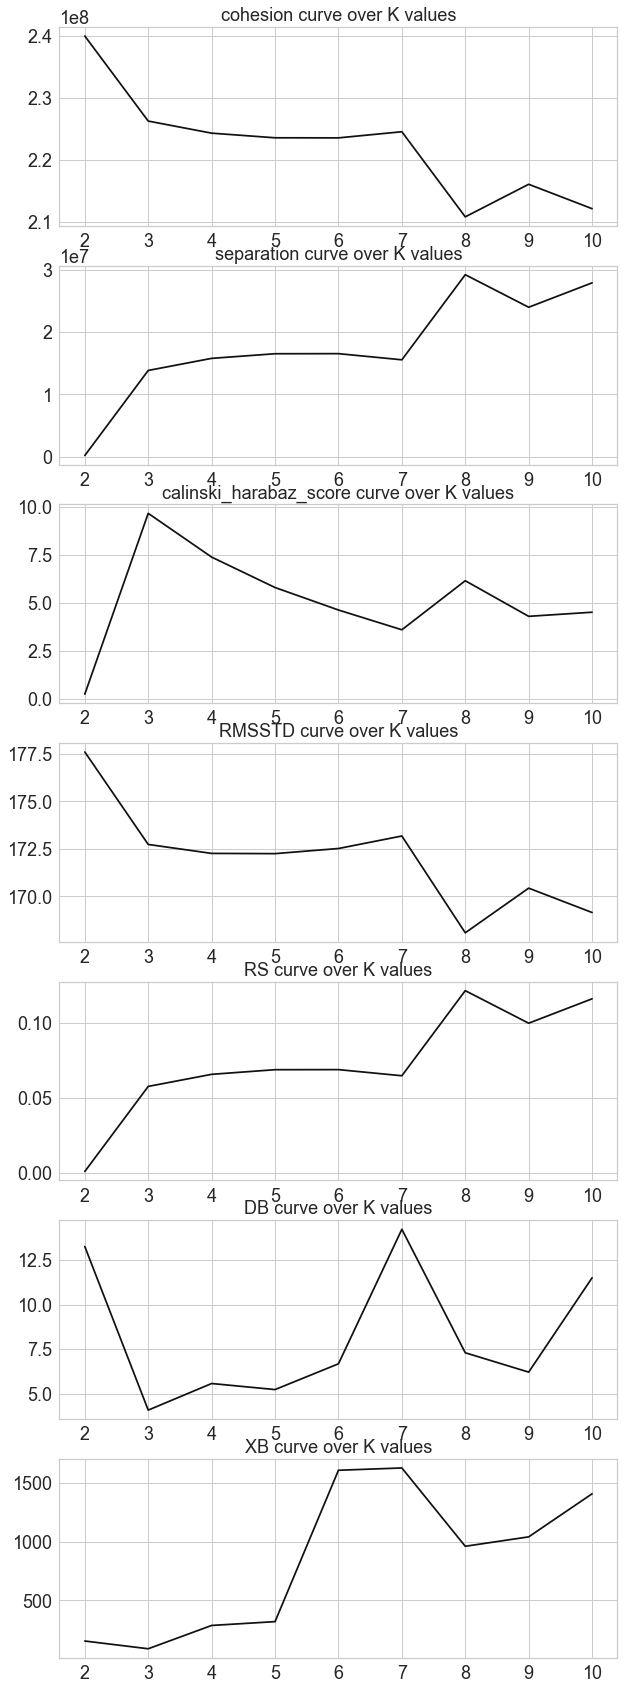 cohesion curve over K values
1e8
2.4
2.3
2.2
2.1
2 3 4 5 6 7 8 9 10
separation curve over K values
1e7
3
2
1
0
2 3 4 5 6 7 8 9 10
calinski_harabaz_score curve over K values
10.0
7.5
5.0
2.5
0.0
2 3 4 5 6 7 8 9 10
RMSSTD curve over K values
177.5
175.0
172.5
170.0
2 3 4 5 6 7 8 9 10
RS curve over K values
0.10
0.05
0.00
2 3 4 5 6 7 8 9 10
DB curve over K values
12.5
10.0
7.5
5.0
2 3 4 5 6 7 8 9 10
XB curve over K values
1500
1000
500
2 3 4 5 6 7 8 9 10